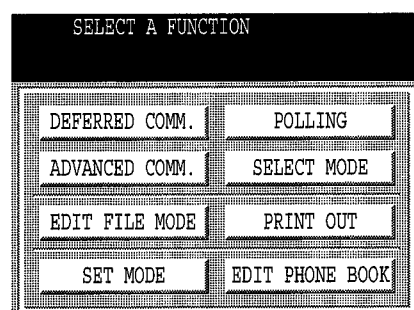 SELECT A FUNCTION
DEFERRED COMM. POLLING
ADVANCED COMM. SELECT MODE
EDIT FILE MODE PRINT OUT
SET MODE EDIT PHONE BOOK